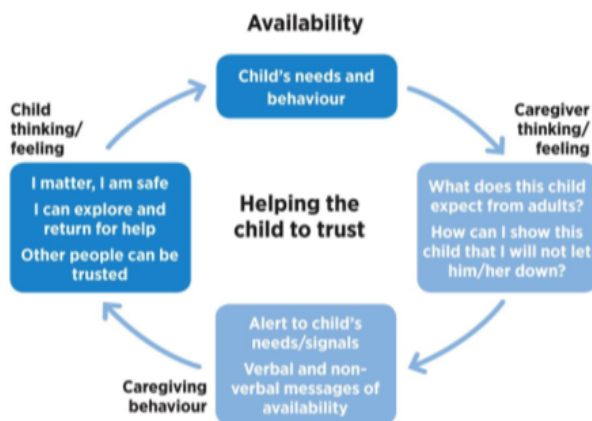 Availability
Child's needs and
behaviour
Caregiver
thinking/
feeling
What does this child
expect from adults?
How can I show this
child that I will not let
him/her down?
Alert to child's
needs/signals
Verbal and non-
verbal messages of
availability
Caregiving
behaviour
Child
thinking/
feeling
I matter, I am safe
I can explore and
return for help
Other people can be
trusted
Helping the
child to trust